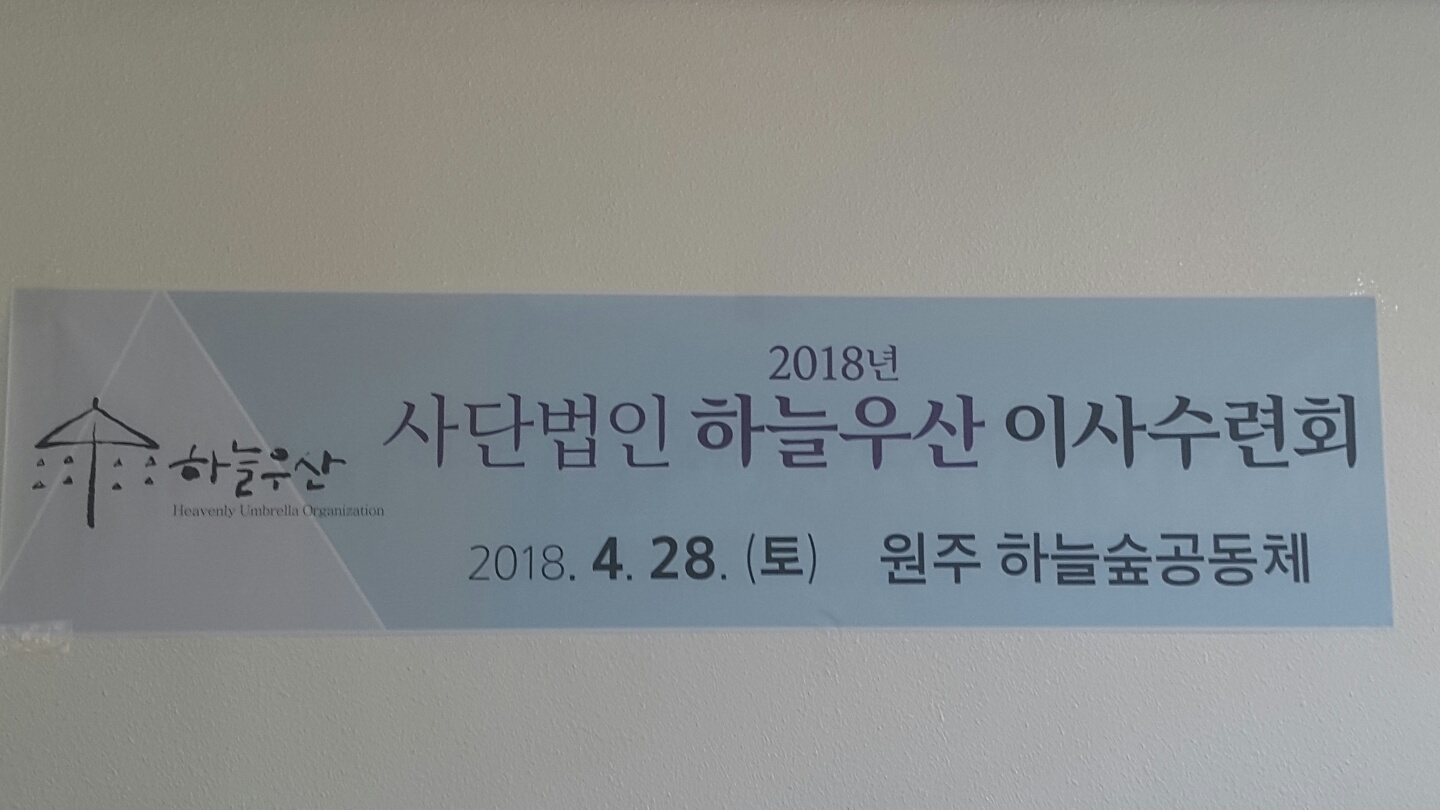 2018년
사단법인 하늘우산 이사수련회
하늘우산
Heavenly Umbrella Organization
2018. 4. 28. (토) 원주 하늘숲공동체